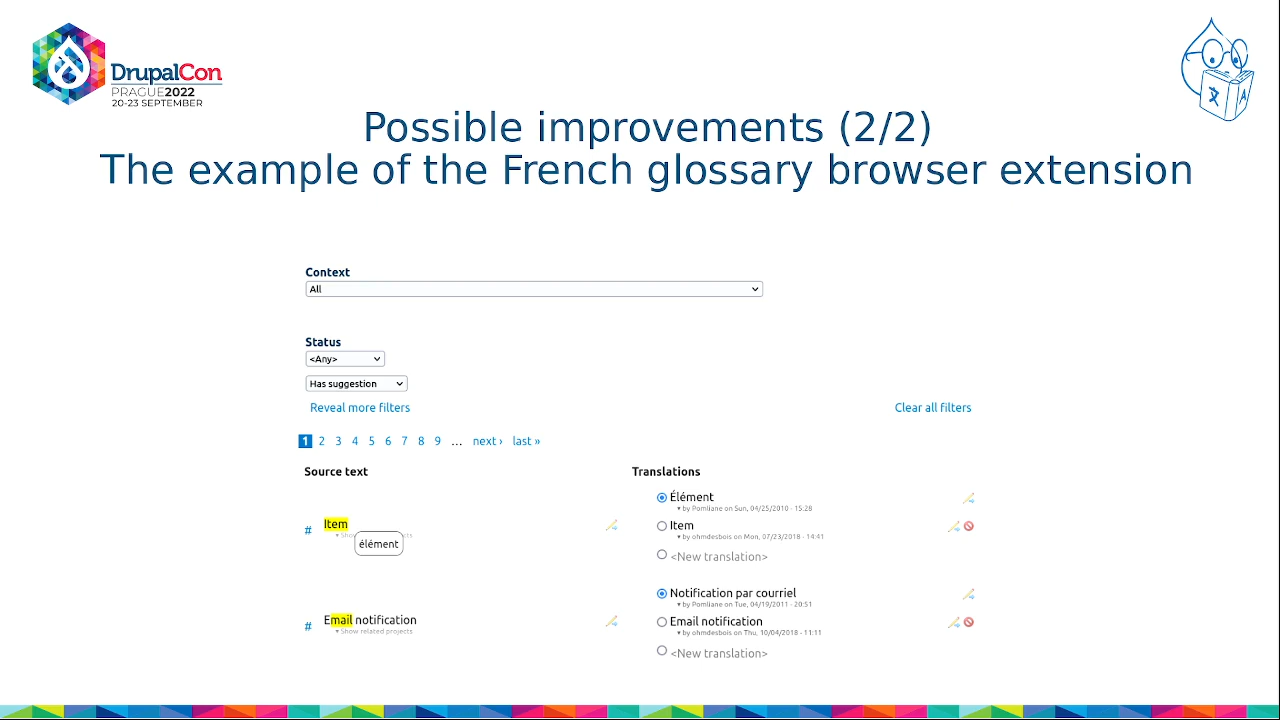 DrupalCon
PRAGUE2022
20-23 SEPTEMBER
Possible improvements (2/2)
The example of the French glossary browser extension
Context
All
Status
<Any>
Has suggestion
Reveal more filters
Clear all filters
1 2 3 4 5 6 7 8 9 … next › last »
Source text
Translations
Élément
▾ by Pomliane on Sun, 04/25/2010 - 15:28
# Item
Item
▾ by ohmdesbois on Mon, 07/23/2018 - 14:41
élément
<New translation>
Notification par courriel
▾ by Pomliane on Tue, 04/19/2011 - 20:51
# Email notification
▾ Show related projects
Email notification
▾ by ohmdesbois on Thu, 10/04/2018 - 11:11
<New translation>